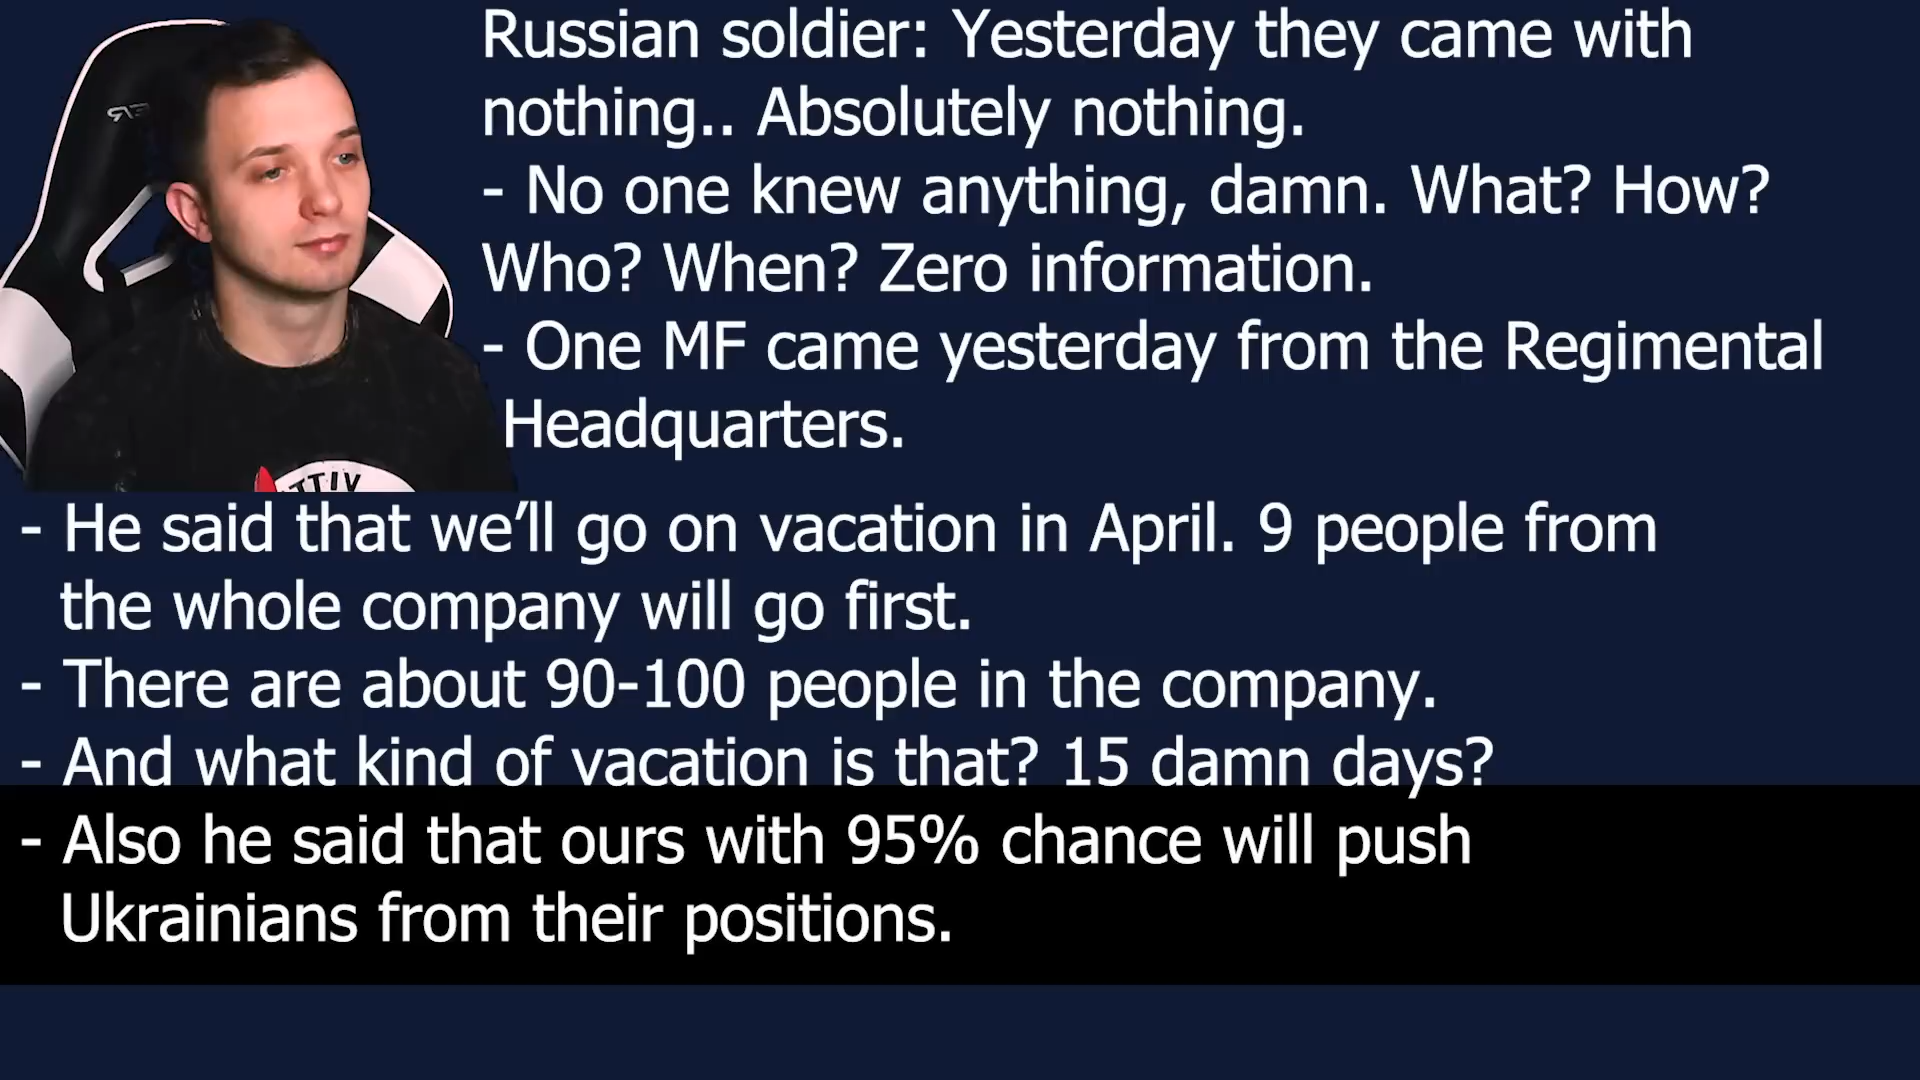 Russian soldier: Yesterday they came with
nothing.. Absolutely nothing.
- No one knew anything, damn. What? How?
Who? When? Zero information.
- One MF came yesterday from the Regimental
Headquarters.
- He said that we’ll go on vacation in April. 9 people from
the whole company will go first.
- There are about 90-100 people in the company.
- And what kind of vacation is that? 15 damn days?
- Also he said that ours with 95% chance will push
Ukrainians from their positions.